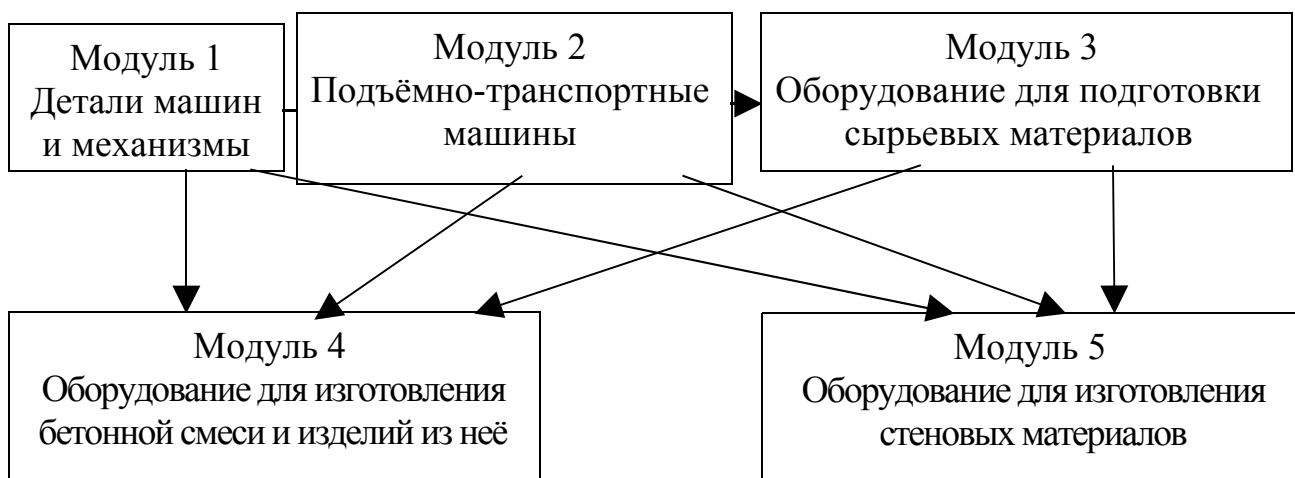 Модуль 1
Детали машин
и механизмы
Модуль 2
Подъёмно-транспортные
машины
Модуль 3
Оборудование для подготовки
сырьевых материалов
Модуль 4
Оборудование для изготовления
бетонной смеси и изделий из неё
Модуль 5
Оборудование для изготовления
стеновых материалов